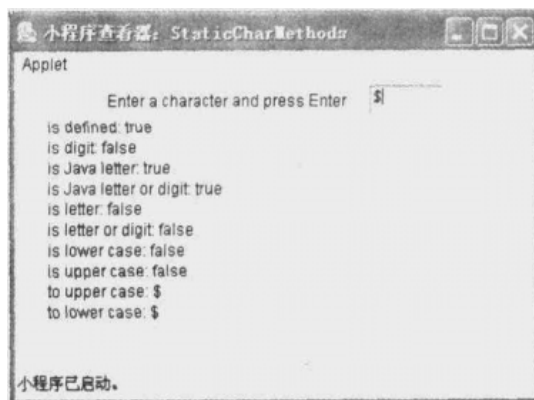 小程序查看器: StaticCharMethods
Applet
Enter a character and press Enter $
is defined: true
is digit: false
is Java letter: true
is Java letter or digit: true
is letter: false
is letter or digit: false
is lower case: false
is upper case: false
to upper case: $
to lower case: $
小程序已启动。